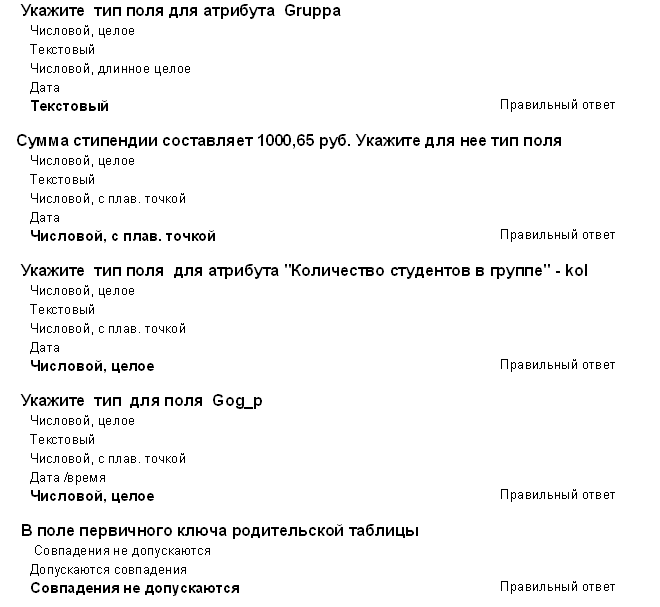 Укажите тип поля для атрибута Gruppa
Числовой, целое
Текстовый
Числовой, длинное целое
Дата
Текстовый Правильный ответ
Сумма стипендии составляет 1000,65 руб. Укажите для нее тип поля
Числовой, целое
Текстовый
Числовой, с плав. точкой
Дата
Числовой, с плав. точкой Правильный ответ
Укажите тип поля для атрибута "Количество студентов в группе" - kol
Числовой, целое
Текстовый
Числовой, с плав. точкой
Дата
Числовой, целое Правильный ответ
Укажите тип для поля Gog_p
Числовой, целое
Текстовый
Числовой, с плав. точкой
Дата /время
Числовой, целое Правильный ответ
В поле первичного ключа родительской таблицы
Совпадения не допускаются
Допускаются совпадения
Совпадения не допускаются Правильный ответ